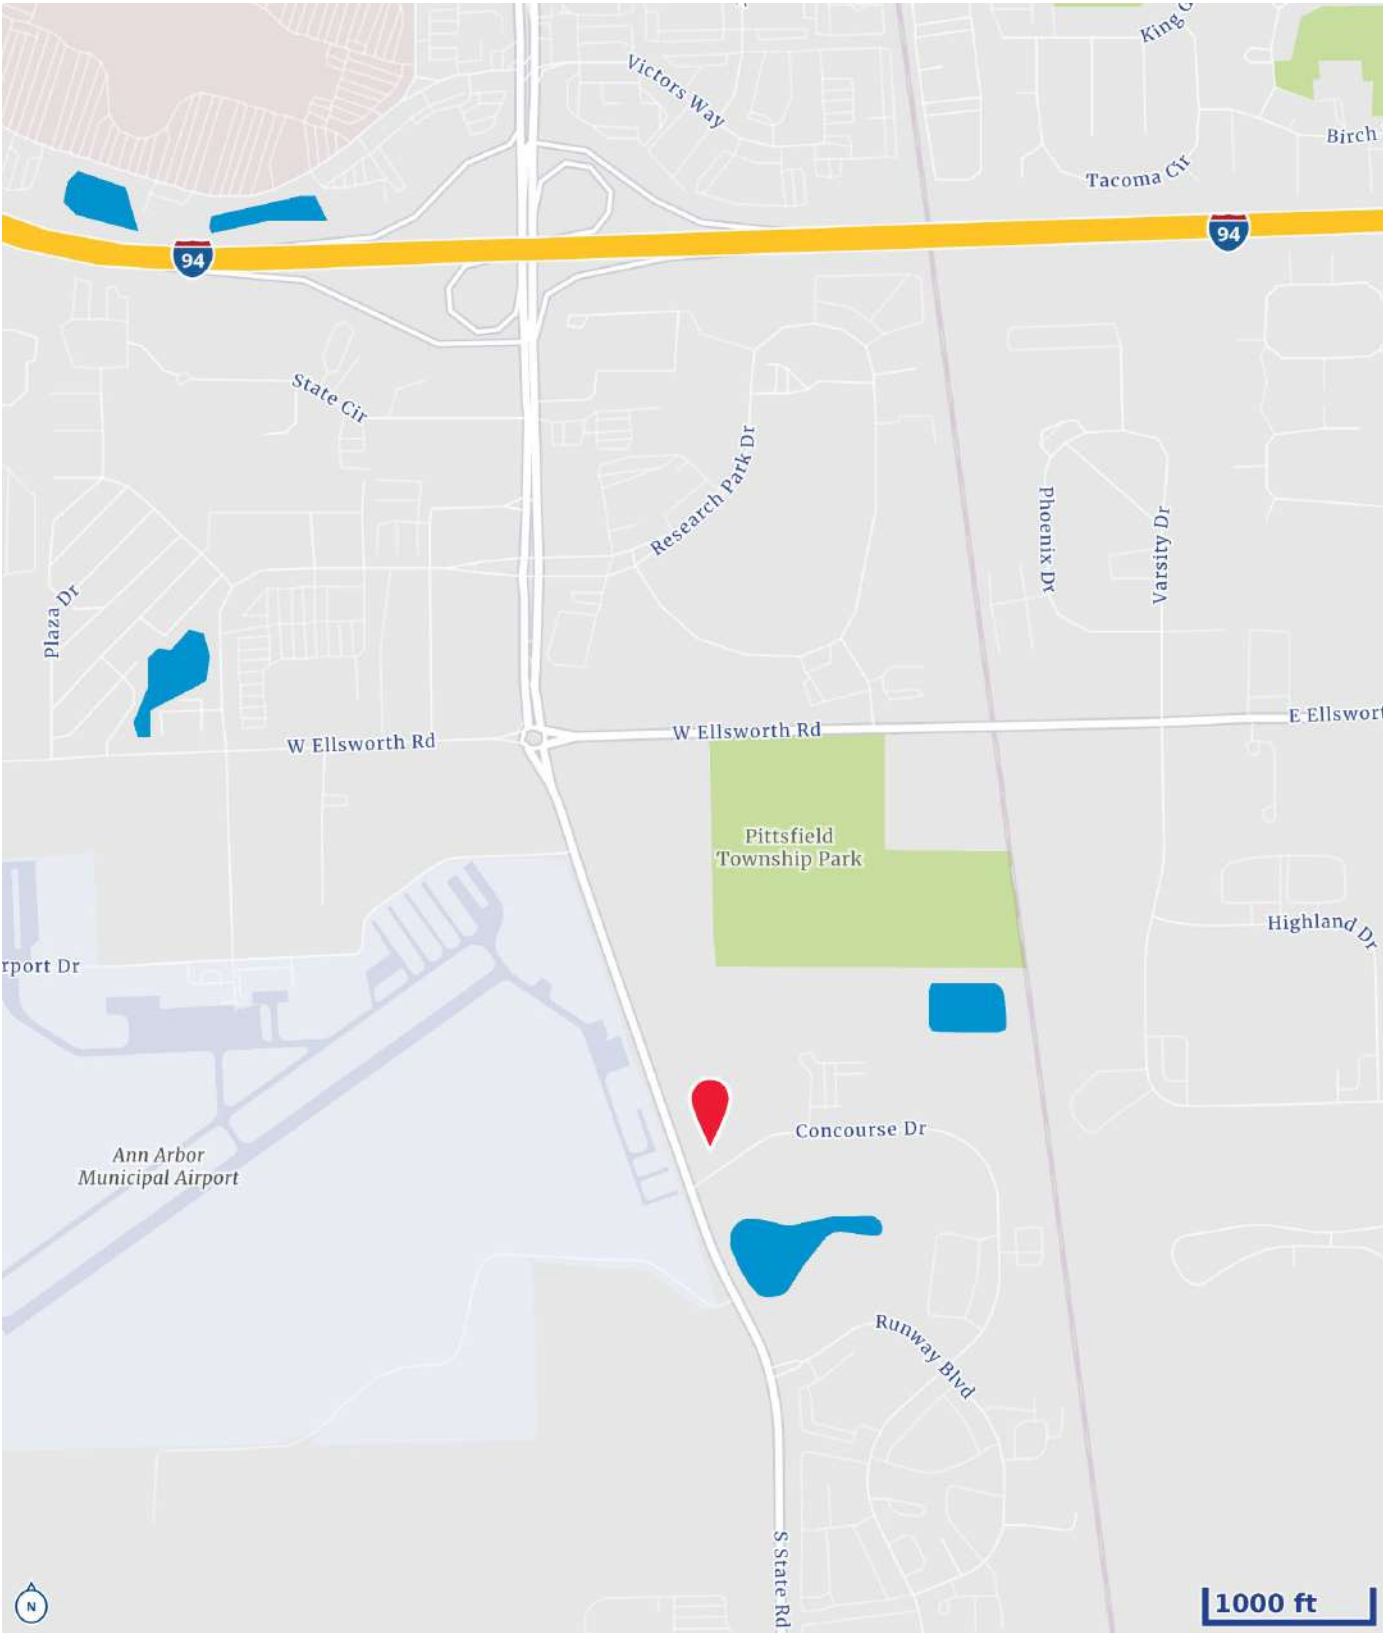 King
Victors Way
Birch
Tacoma Cir
94
94
State Cir
Research Park Dr
Phoenix Dr
Varsity Dr
Plaza Dr
E Ellswort
W Ellsworth Rd
W Ellsworth Rd
Pittsfield
Township Park
Highland Dr
rport Dr
Concourse Dr
Ann Arbor
Municipal Airport
Runway Blvd
S State Rd
N
1000 ft